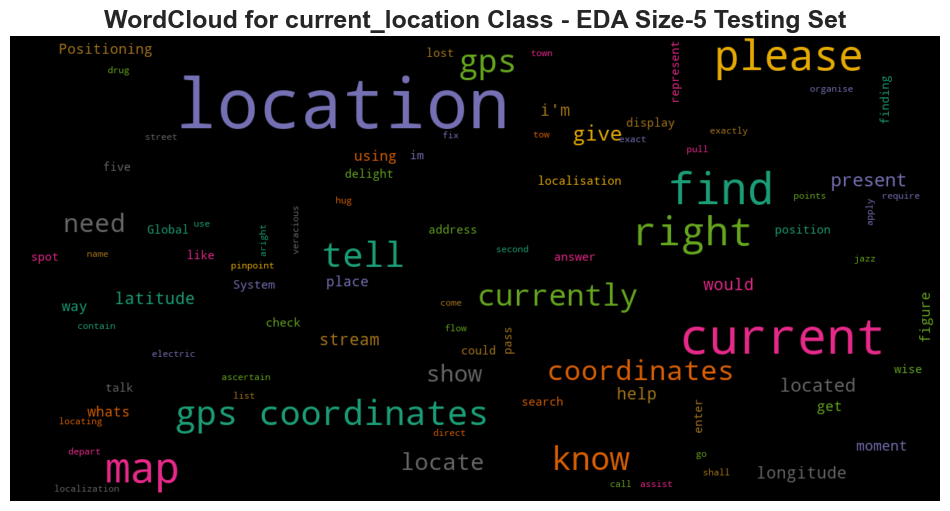 WordCloud for current_location Class - EDA Size-5 Testing Set
Positioning
lost
gps
town
represent
please
drug
organise
finding
location
i'm
display
street
fix
tow
give
exact
exactly
pull
five
using
im
delight
localisation
find
present
points
require
hug
apply
need
Global
use
aright
veracious
address
right
position
name
spot
like
pinpoint
tell
second
answer
jazz
System
place
would
latitude
currently
way
come
figure
contain
check
flow
pass
stream
could
current
electric
ascertain
show
coordinates
wise
talk
list
help
located
whats
locating
gps coordinates
search
enter
get
direct
depart
map
locate
know
go
moment
shall
longitude
localization
call
assist